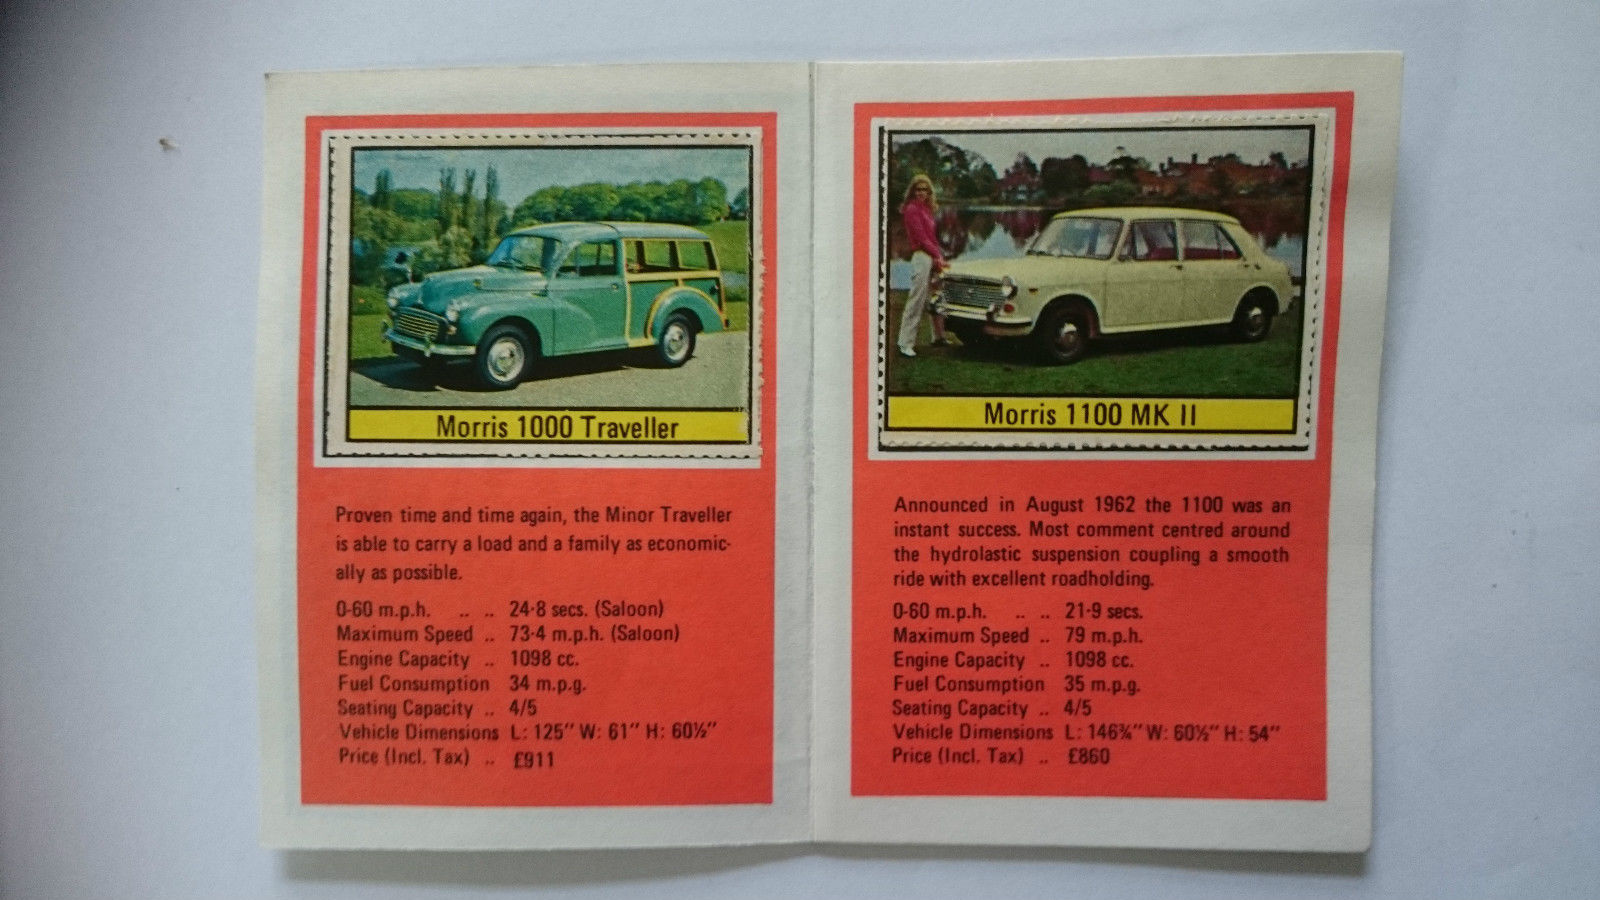 Morris 1000 Traveller
Proven time and time again, the Minor Traveller
is able to carry a load and a family as economic-
ally as possible.
0-60 m.p.h. .. .. 24·8 secs. (Saloon)
Maximum Speed .. 73·4 m.p.h. (Saloon)
Engine Capacity .. 1098 cc.
Fuel Consumption 34 m.p.g.
Seating Capacity .. 4/5
Vehicle Dimensions L: 125" W: 61" H: 60½"
Price (Incl. Tax) .. £911
Morris 1100 MK II
Announced in August 1962 the 1100 was an
instant success. Most comment centred around
the hydrolastic suspension coupling a smooth
ride with excellent roadholding.
0-60 m.p.h. .. .. 21·9 secs.
Maximum Speed .. 79 m.p.h.
Engine Capacity .. 1098 cc.
Fuel Consumption 35 m.p.g.
Seating Capacity .. 4/5
Vehicle Dimensions L: 146¾" W: 60½" H: 54"
Price (Incl. Tax) .. £860